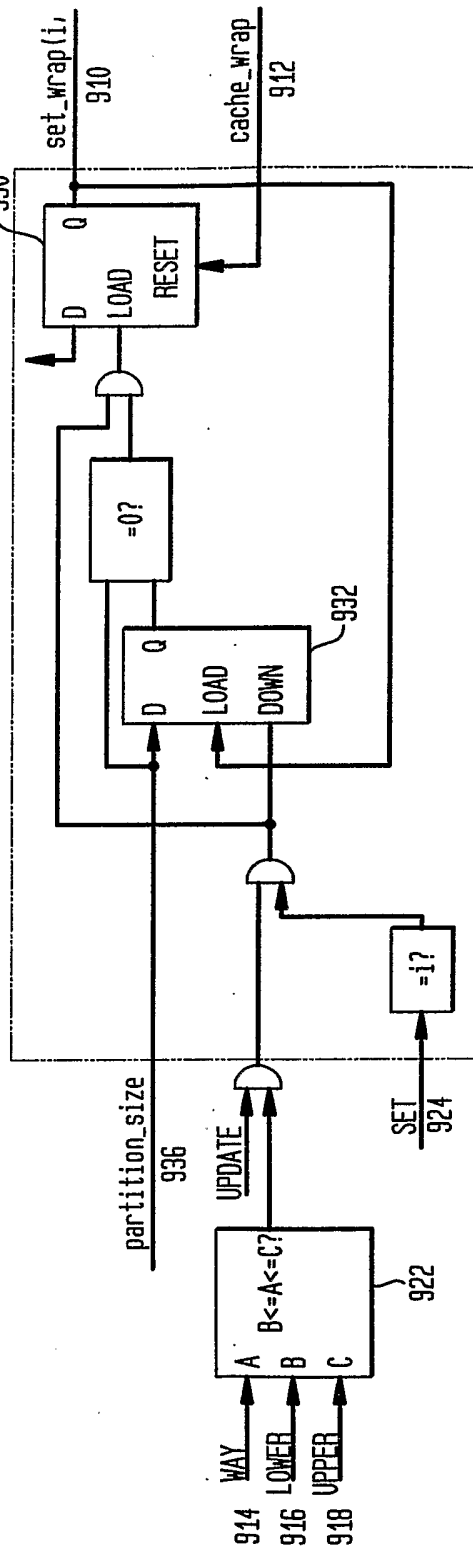 set_wrap(i,
910
cache_wrap
912
D
Q
LOAD
RESET
=0?
D
Q
LOAD
DOWN
932
=i?
partition_size
936
UPDATE
SET
924
B<=A<=C?
A
B
C
922
WAY
914
LOWER
916
UPPER
918